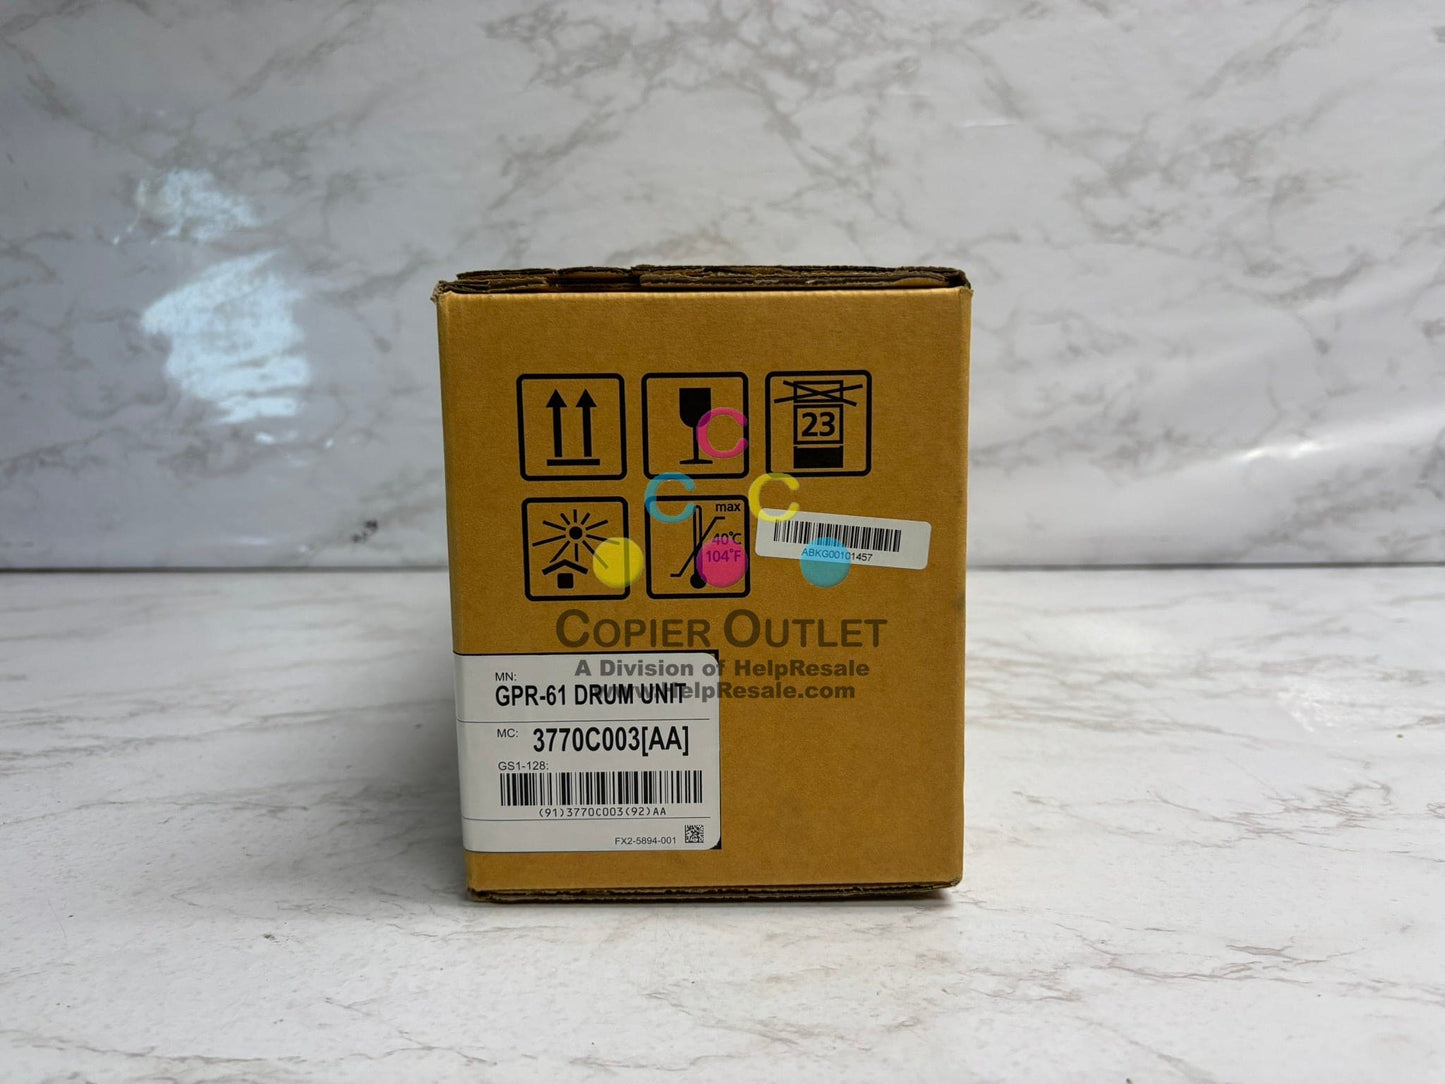 23
C
C C
max
40°C
104°F
ABKG00101457
COPIER OUTLET
A Division of HelpResale
www.HelpResale.com
MN:
GPR-61 DRUM UNIT
MC: 3770C003[AA]
GS1-128:
(91)3770C003(92)AA
FX2-5894-001